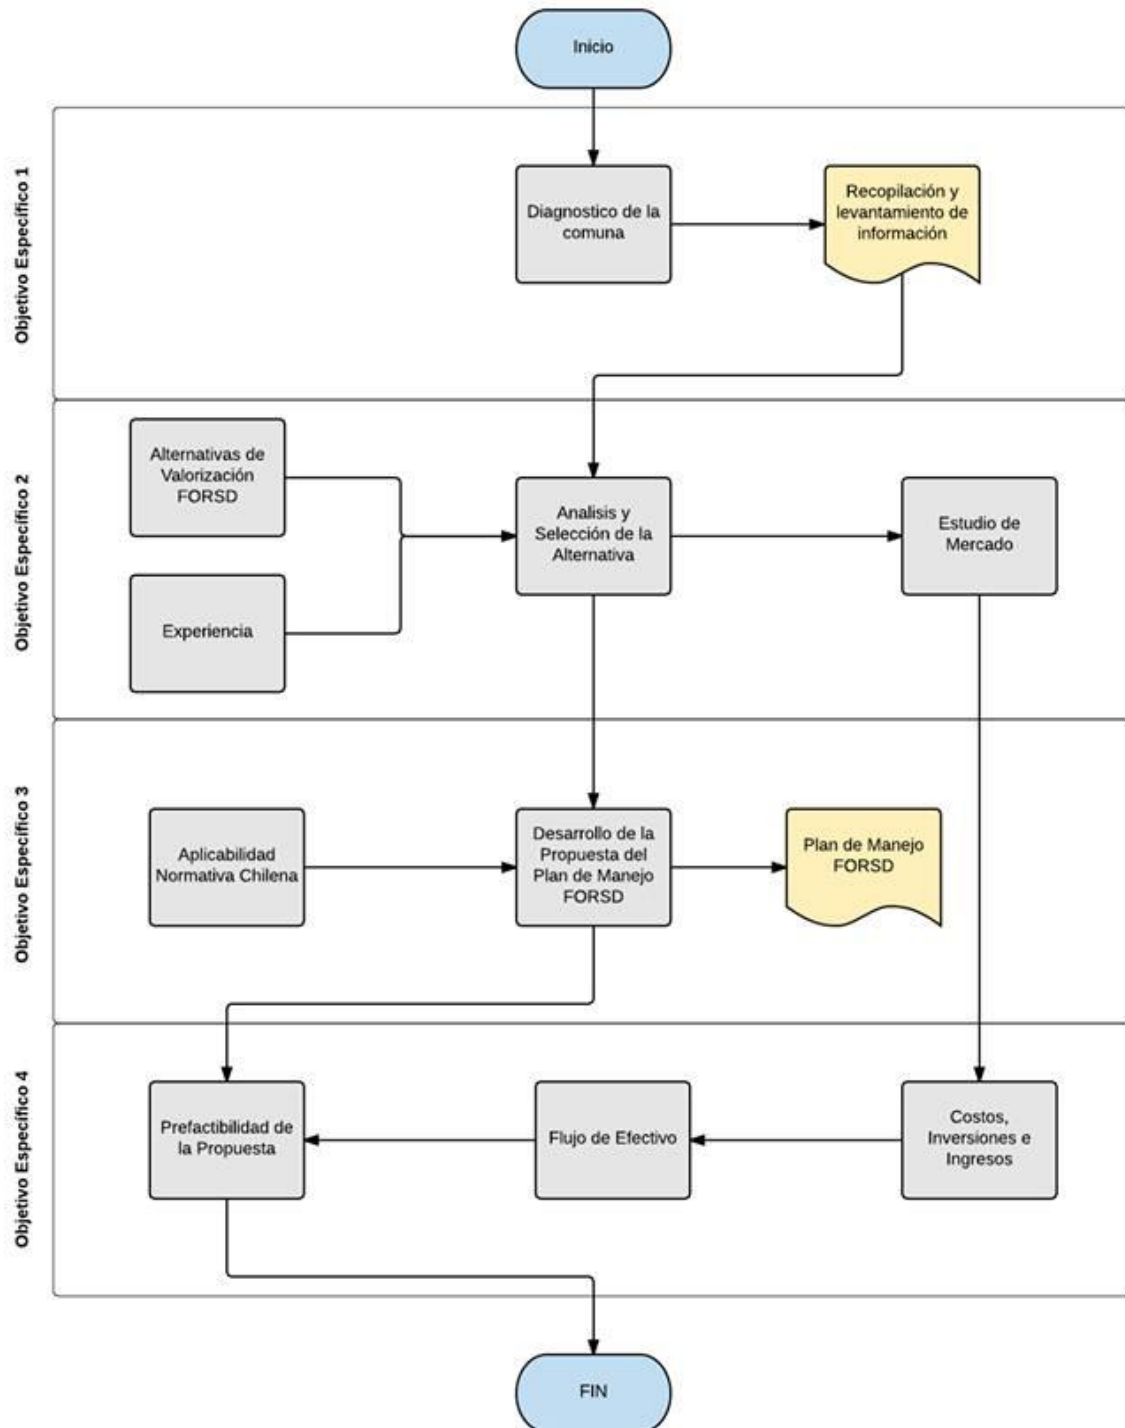 Inicio
Objetivo Específico 1
Diagnostico de la
comuna
Recopilación y
levantamiento de
información
Objetivo Específico 2
Alternativas de
Valorización
FORSD
Experiencia
Analisis y
Selección de la
Alternativa
Estudio de
Mercado
Objetivo Específico 3
Aplicabilidad
Normativa Chilena
Desarrollo de la
Propuesta del
Plan de Manejo
FORSD
Plan de Manejo
FORSD
Objetivo Específico 4
Prefactibilidad de
la Propuesta
Flujo de Efectivo
Costos,
Inversiones e
Ingresos
FIN